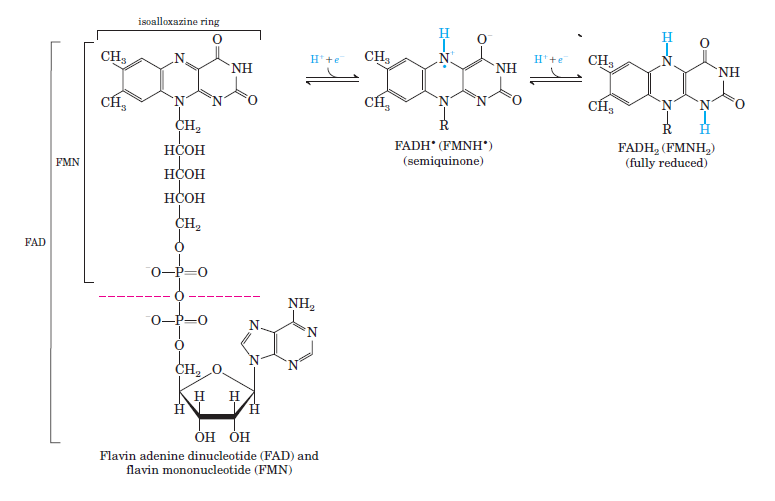 isoalloxazine ring
O
CH₃ N NH
CH₃ N N O
CH₂
HCOH
HCOH
HCOH
CH₂
O
⁻O–P=O
O
⁻O–P=O
O
CH₂ O
H H
H H
OH OH
NH₂
N N
N N
FMN
FAD
H⁺ + e⁻
H O⁻
CH₃ N⁺ NH
•
CH₃ N N O
R
FADH• (FMNH•)
(semiquinone)
H⁺ + e⁻
H O
CH₃ N NH
CH₃ N N O
R H
FADH₂ (FMNH₂)
(fully reduced)
Flavin adenine dinucleotide (FAD) and
flavin mononucleotide (FMN)